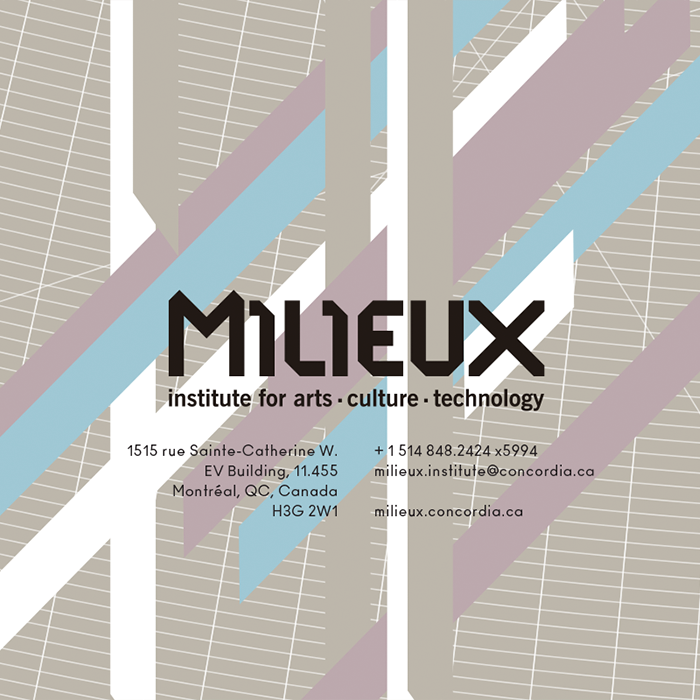 MILIEUX
institute for arts · culture · technology
1515 rue Sainte-Catherine W.
EV Building, 11.455
Montréal, QC, Canada
H3G 2W1
+ 1 514 848.2424 x5994
milieux.institute@concordia.ca
milieux.concordia.ca